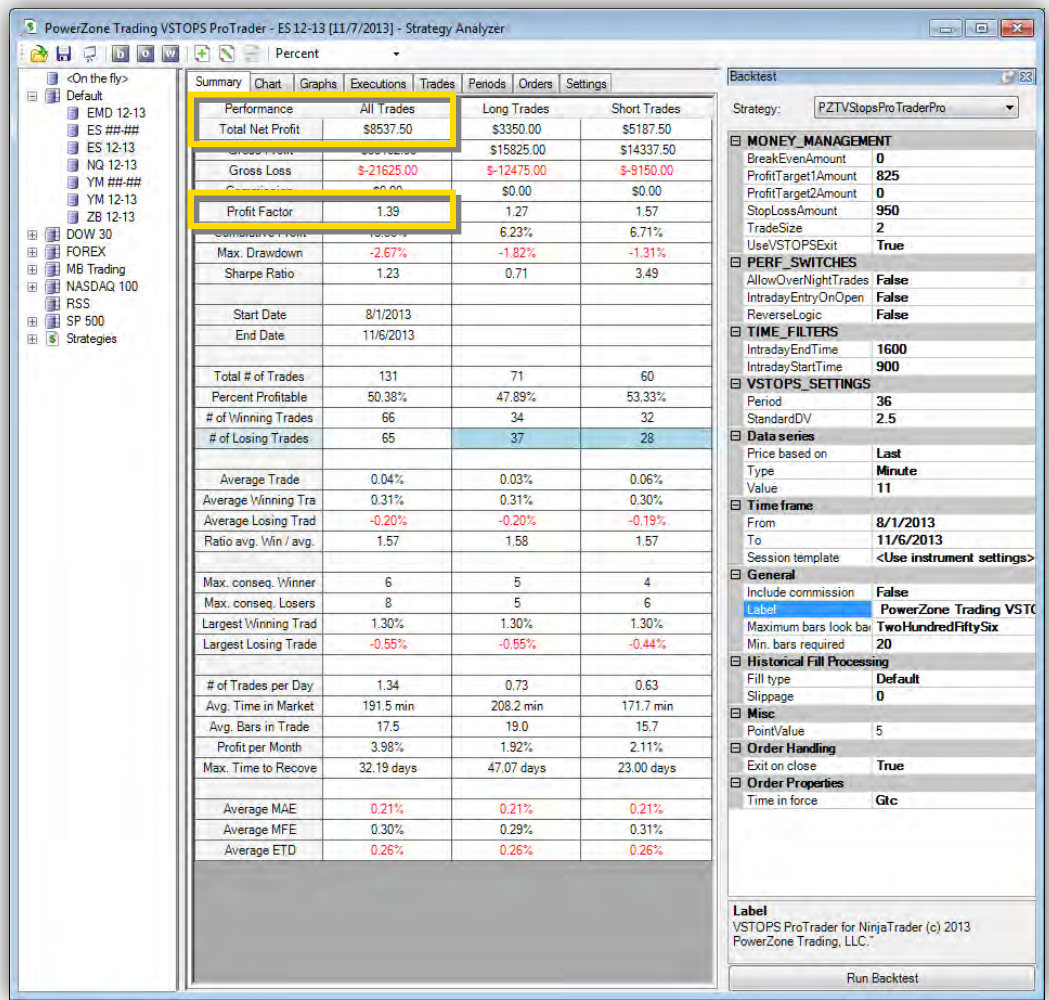 PowerZone Trading VSTOPS ProTrader - ES 12-13 [11/7/2013] - Strategy Analyzer
Percent
<On the fly>
Default
EMD 12-13
ES ##-##
ES 12-13
NQ 12-13
YM ##-##
YM 12-13
ZB 12-13
DOW 30
FOREX
MB Trading
NASDAQ 100
RSS
SP 500
Strategies
Summary Chart Graphs Executions Trades Periods Orders Settings
Performance All Trades Long Trades Short Trades
Total Net Profit $8537.50 $3350.00 $5187.50
$15825.00 $14337.50
Gross Loss $-21625.00 $-12475.00 $-9150.00
$0.00 $0.00
Profit Factor 1.39 1.27 1.57
6.23% 6.71%
Max. Drawdown -2.67% -1.82% -1.31%
Sharpe Ratio 1.23 0.71 3.49
Start Date 8/1/2013
End Date 11/6/2013
Total # of Trades 131 71 60
Percent Profitable 50.38% 47.89% 53.33%
# of Winning Trades 66 34 32
# of Losing Trades 65 37 28
Average Trade 0.04% 0.03% 0.06%
Average Winning Tra 0.31% 0.31% 0.30%
Average Losing Trad -0.20% -0.20% -0.19%
Ratio avg. Win / avg. 1.57 1.58 1.57
Max. conseq. Winner 6 5 4
Max. conseq. Losers 8 5 6
Largest Winning Trad 1.30% 1.30% 1.30%
Largest Losing Trade -0.55% -0.55% -0.44%
# of Trades per Day 1.34 0.73 0.63
Avg. Time in Market 191.5 min 208.2 min 171.7 min
Avg. Bars in Trade 17.5 19.0 15.7
Profit per Month 3.98% 1.92% 2.11%
Max. Time to Recove 32.19 days 47.07 days 23.00 days
Average MAE 0.21% 0.21% 0.21%
Average MFE 0.30% 0.29% 0.31%
Average ETD 0.26% 0.26% 0.26%
Backtest
Strategy: PZTVStopsProTraderPro
MONEY_MANAGEMENT
BreakEvenAmount 0
ProfitTarget1Amount 825
ProfitTarget2Amount 0
StopLossAmount 950
TradeSize 2
UseVSTOPSExit True
PERF_SWITCHES
AllowOverNightTrades False
IntradayEntryOnOpen False
ReverseLogic False
TIME_FILTERS
IntradayEndTime 1600
IntradayStartTime 900
VSTOPS_SETTINGS
Period 36
StandardDV 2.5
Data series
Price based on Last
Type Minute
Value 11
Time frame
From 8/1/2013
To 11/6/2013
Session template <Use instrument settings>
General
Include commission False
Label PowerZone Trading VSTO
Maximum bars look bac TwoHundredFiftySix
Min. bars required 20
Historical Fill Processing
Fill type Default
Slippage 0
Misc
PointValue 5
Order Handling
Exit on close True
Order Properties
Time in force Gtc
Label
VSTOPS ProTrader for NinjaTrader (c) 2013
PowerZone Trading, LLC."
Run Backtest